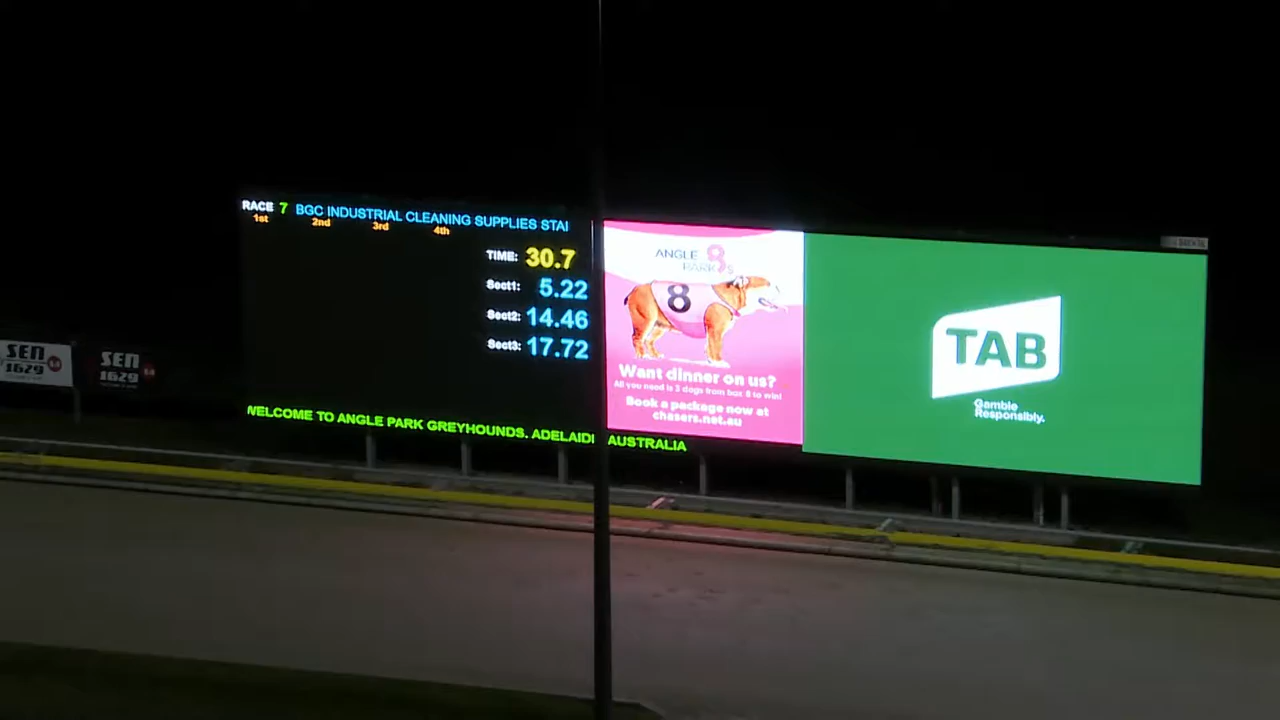 RACE 7 BGC INDUSTRIAL CLEANING SUPPLIES STAI
1st 2nd 3rd 4th
TIME: 30.7
Sect1: 5.22
Sect2: 14.46
Sect3: 17.72
WELCOME TO ANGLE PARK GREYHOUNDS. ADELAIDE AUSTRALIA
ANGLE
PARK 8's
8
Want dinner on us?
All you need is 3 dogs from box 8 to win!
Book a package now at
chasers.net.au
TAB
Gamble
Responsibly.
SEN
1629
SEN
1629